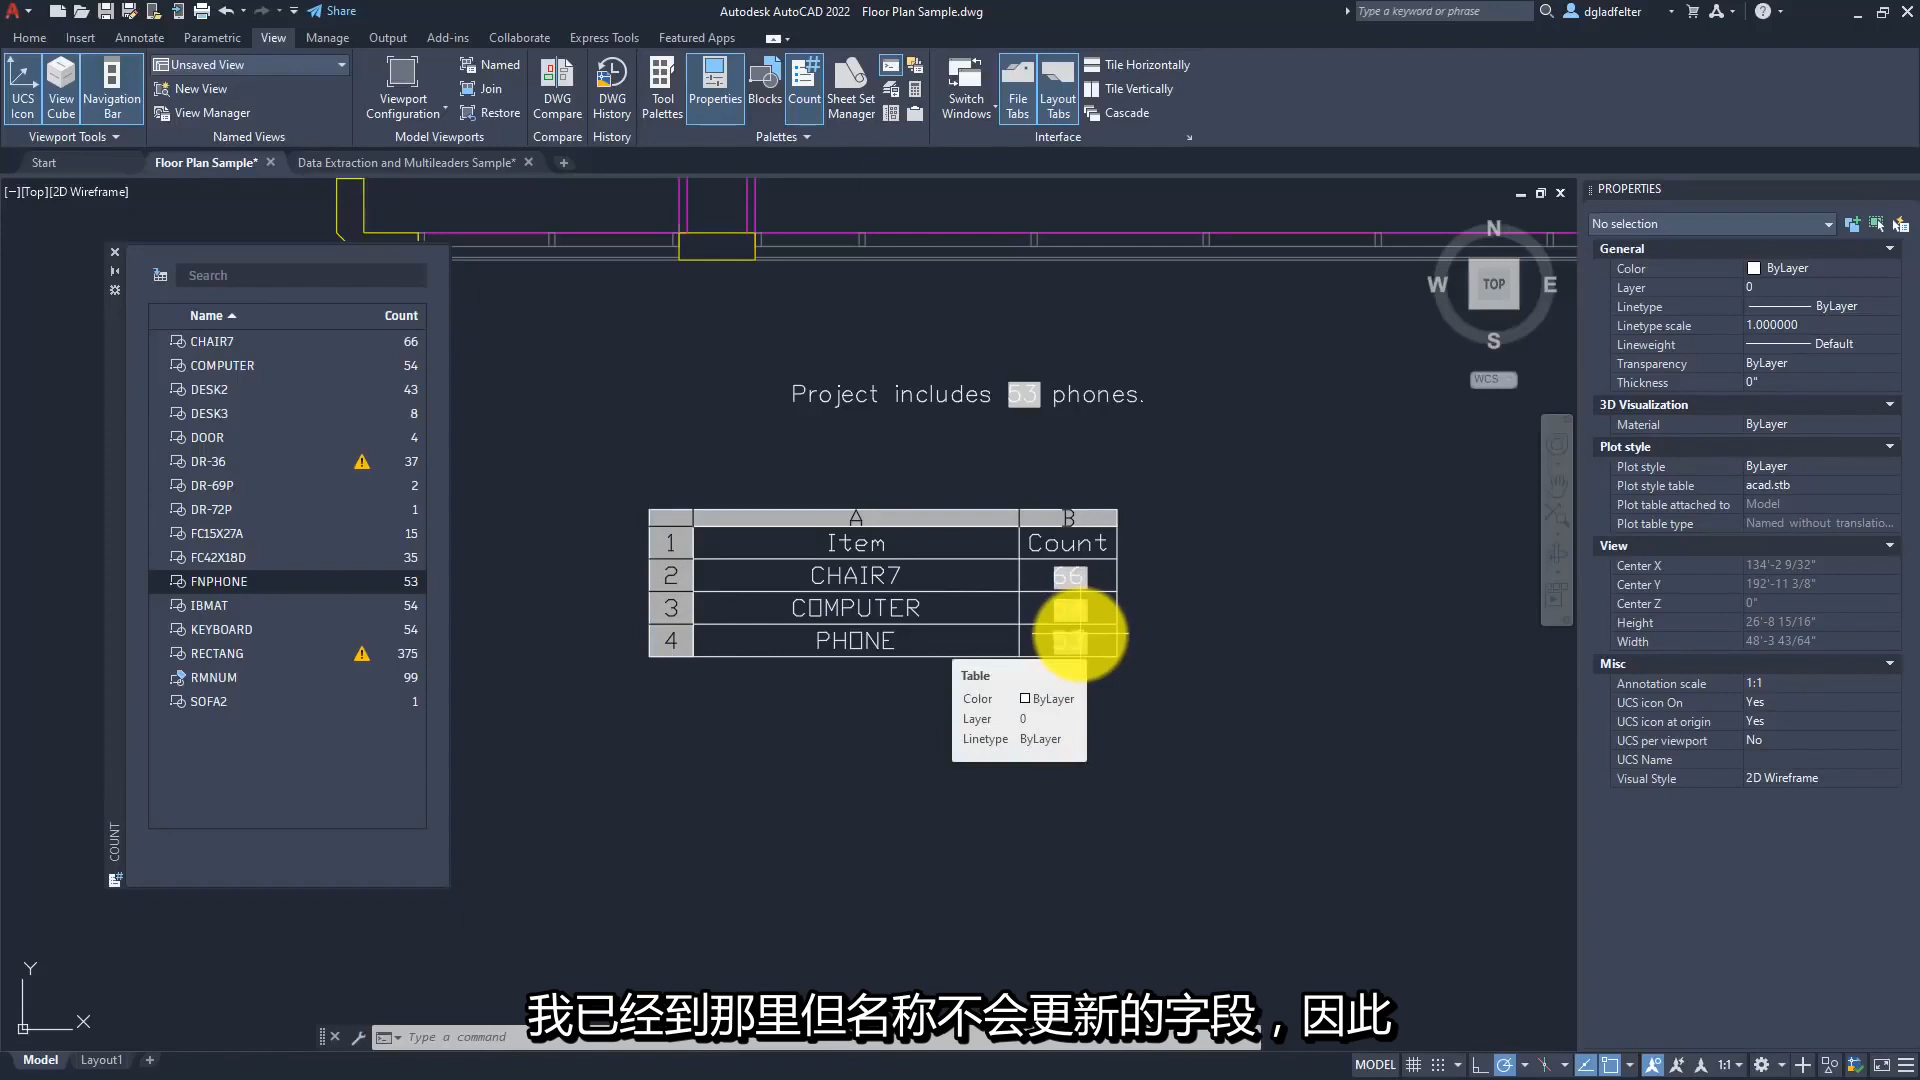 Share
Autodesk AutoCAD 2022 Floor Plan Sample.dwg
Type a keyword or phrase
dgladfelter
Home Insert Annotate Parametric View Manage Output Add-ins Collaborate Express Tools Featured Apps
UCS Icon
View Cube
Navigation Bar
Viewport Tools
Unsaved View
New View
View Manager
Named Views
Viewport Configuration
Named
Join
Restore
Model Viewports
DWG Compare
Compare
DWG History
History
Tool Palettes
Properties
Blocks
Count
Sheet Set Manager
Palettes
Switch Windows
File Tabs
Layout Tabs
Tile Horizontally
Tile Vertically
Cascade
Interface
Start
Floor Plan Sample*
Data Extraction and Multileaders Sample*
[−][Top][2D Wireframe]
Search
Name Count
CHAIR7 66
COMPUTER 54
DESK2 43
DESK3 8
DOOR 4
DR-36 37
DR-69P 2
DR-72P 1
FC15X27A 15
FC42X18D 35
FNPHONE 53
IBMAT 54
KEYBOARD 54
RECTANG 375
RMNUM 99
SOFA2 1
COUNT
Project includes 53 phones.
A B
1 Item Count
2 CHAIR7 66
3 COMPUTER
4 PHONE 53
Table
Color ByLayer
Layer 0
Linetype ByLayer
N
W TOP E
S
WCS
PROPERTIES
No selection
General
Color ByLayer
Layer 0
Linetype ByLayer
Linetype scale 1.000000
Lineweight Default
Transparency ByLayer
Thickness 0"
3D Visualization
Material ByLayer
Plot style
Plot style ByLayer
Plot style table acad.stb
Plot table attached to Model
Plot table type Named without translatio...
View
Center X 134'-2 9/32"
Center Y 192'-11 3/8"
Center Z 0"
Height 26'-8 15/16"
Width 48'-3 43/64"
Misc
Annotation scale 1:1
UCS icon On Yes
UCS icon at origin Yes
UCS per viewport No
UCS Name
Visual Style 2D Wireframe
Y
X
Type a command
我已经到那里但名称不会更新的字段，因此
Model Layout1
MODEL
1:1